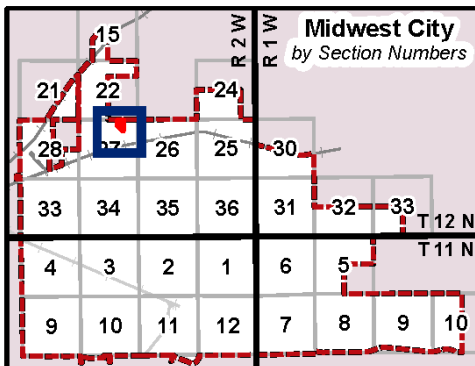 Midwest City
by Section Numbers
R 2 W
R 1 W
15
21 22 24
28 27 26 25 30
33 34 35 36 31 32 33
T 12 N
T 11 N
4 3 2 1 6 5
9 10 11 12 7 8 9 10